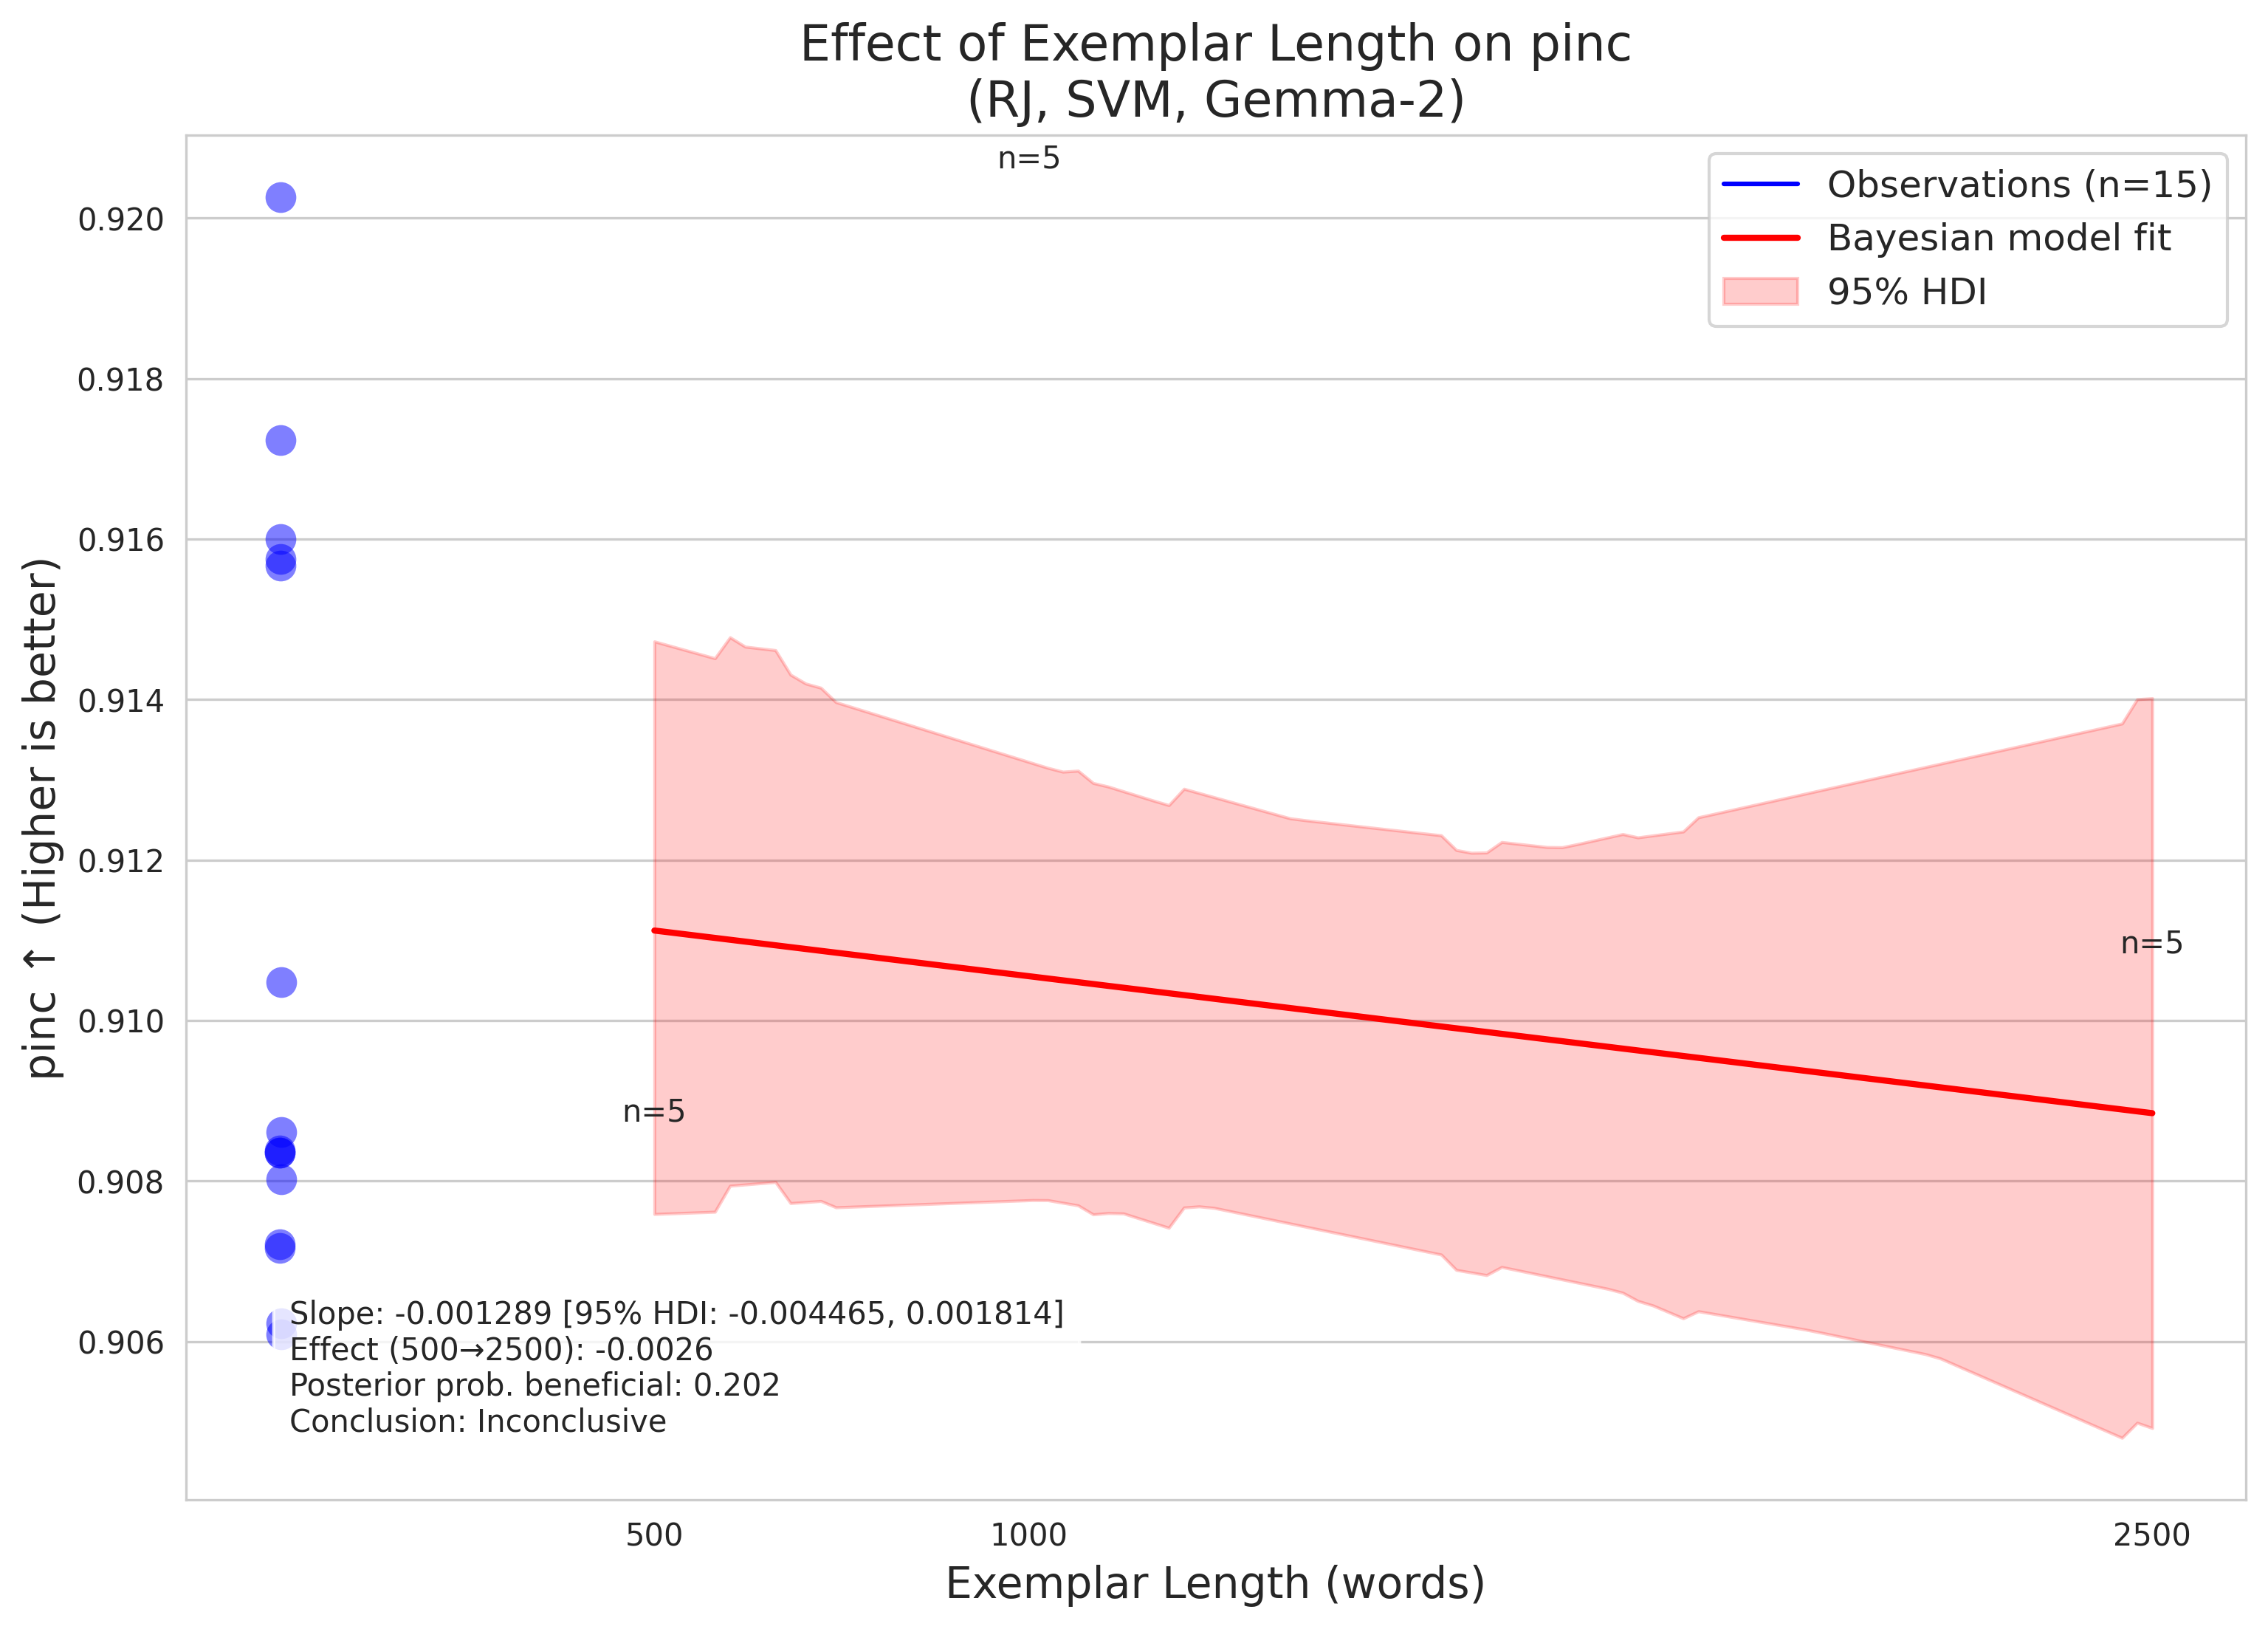 Effect of Exemplar Length on pinc
(RJ, SVM, Gemma-2)
n=5
Observations (n=15)
Bayesian model fit
95% HDI
0.920
0.918
0.916
0.914
0.912
0.910
0.908
0.906
pinc ↑ (Higher is better)
n=5
n=5
Slope: -0.001289 [95% HDI: -0.004465, 0.001814]
Effect (500→2500): -0.0026
Posterior prob. beneficial: 0.202
Conclusion: Inconclusive
500
1000
2500
Exemplar Length (words)